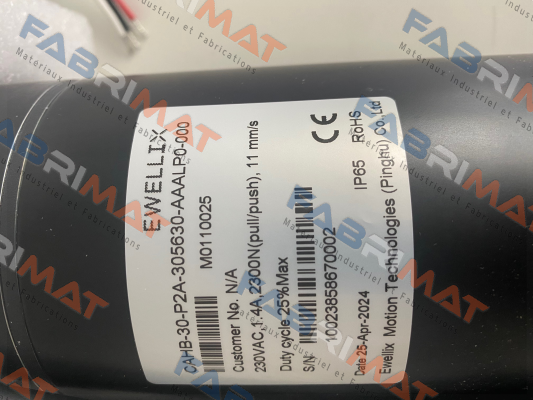 EWELLIX
CAHB-30-P2A-305630-AAALP0-000
M0110025
Customer No. N/A
230VAC,1.4A,2300N(pull/push), 11 mm/s
Duty cycle 25%Max
S/N
10023858670002
CE
IP65 RoHS
Date 25-Apr-2024
Ewellix Motion Technologies (Pinghu) Co.,Ltd
FABRIMAT
Materiaux Industriel et Fabrications